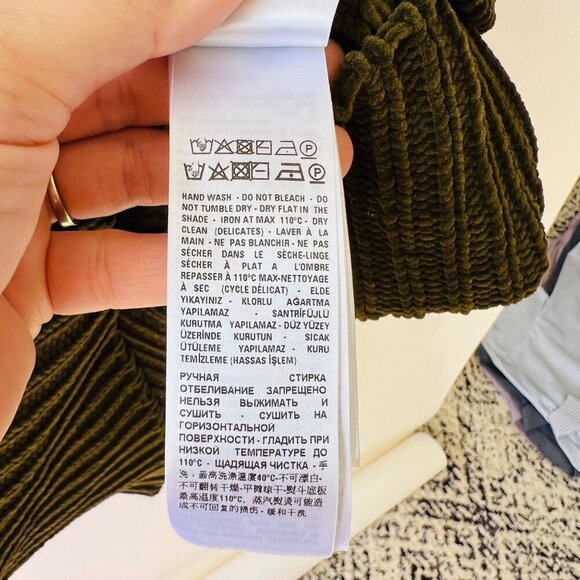 HAND WASH - DO NOT BLEACH - DO
NOT TUMBLE DRY - DRY FLAT IN THE
SHADE - IRON AT MAX 110°C - DRY
CLEAN (DELICATES) - LAVER À LA
MAIN - NE PAS BLANCHIR - NE PAS
SÉCHER DANS LE SÈCHE-LINGE
SÉCHER À PLAT A L'OMBRE
REPASSER À 110°C MAX-NETTOYAGE
À SEC (CYCLE DÉLICAT) - ELDE
YIKAYINIZ - KLORLU AĞARTMA
YAPILAMAZ - SANTRİFÜJLÜ
KURUTMA YAPILAMAZ - DÜZ YÜZEY
ÜZERİNDE KURUTUN - SICAK
ÜTÜLEME YAPILAMAZ - KURU
TEMİZLEME (HASSAS İŞLEM)
РУЧНАЯ СТИРКА
ОТБЕЛИВАНИЕ ЗАПРЕЩЕНО
НЕЛЬЗЯ ВЫЖИМАТЬ И
СУШИТЬ - СУШИТЬ НА
ГОРИЗОНТАЛЬНОЙ
ПОВЕРХНОСТИ - ГЛАДИТЬ ПРИ
НИЗКОЙ ТЕМПЕРАТУРЕ ДО
110°C - ЩАДЯЩАЯ ЧИСТКА - 手
洗，最高洗滌溫度40°C-不可漂白-
不可翻转干燥-平摊晾干-熨斗底板
最高温度110°C，蒸汽熨烫可能造
成不可回复的损伤 - 缓和干洗